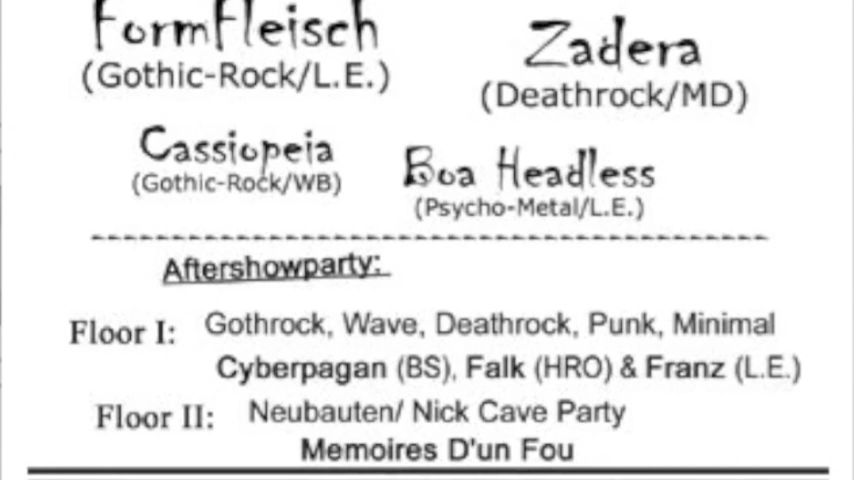 FormFleisch
(Gothic-Rock/L.E.)
Zadera
(Deathrock/MD)
Cassiopeia
(Gothic-Rock/WB)
Boa Headless
(Psycho-Metal/L.E.)
Aftershowparty:
Floor I: Gothrock, Wave, Deathrock, Punk, Minimal
Cyberpagan (BS), Falk (HRO) & Franz (L.E.)
Floor II: Neubauten/ Nick Cave Party
Memoires D'un Fou